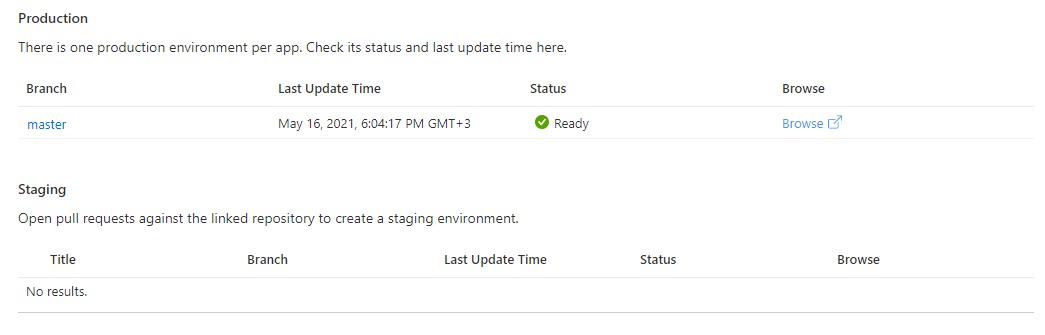 Production
There is one production environment per app. Check its status and last update time here.
Branch Last Update Time Status Browse
master May 16, 2021, 6:04:17 PM GMT+3 Ready Browse
Staging
Open pull requests against the linked repository to create a staging environment.
Title Branch Last Update Time Status Browse
No results.